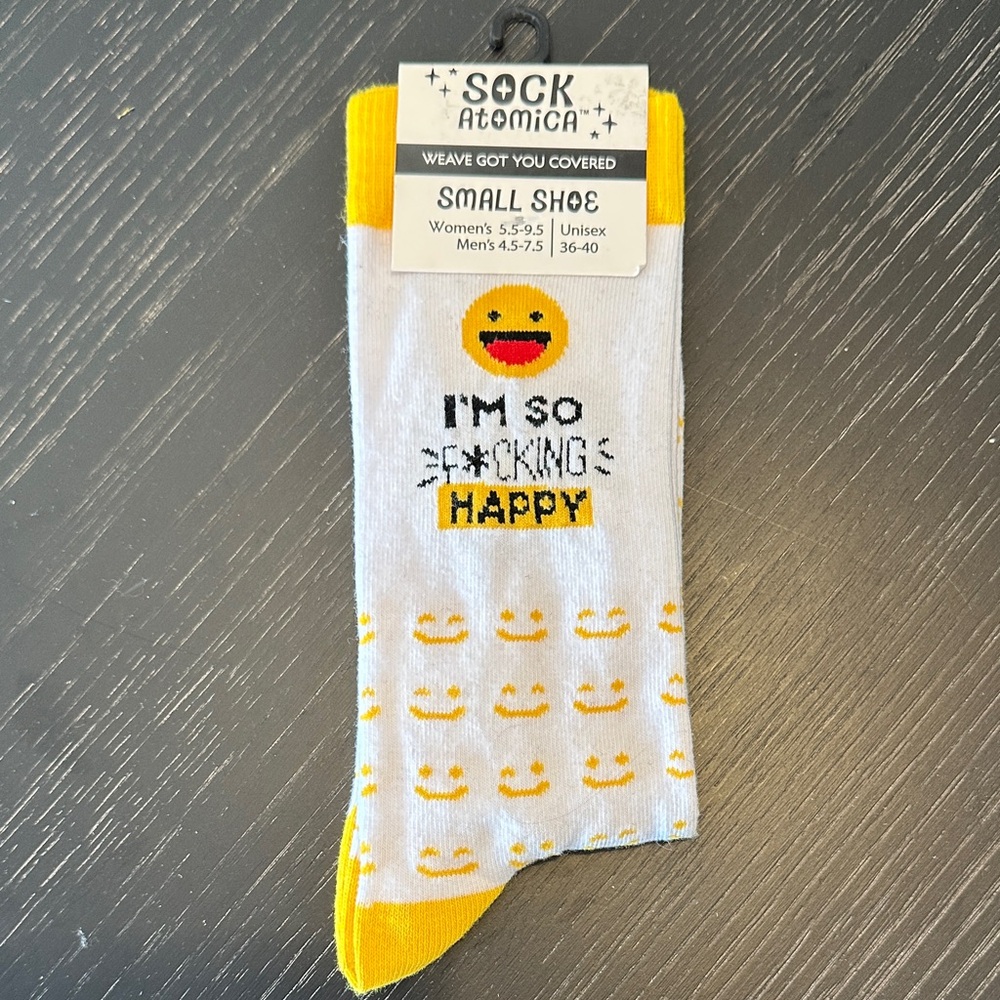 SOCK
ATOMICA™
WEAVE GOT YOU COVERED
SMALL SHOE
Women's 5.5-9.5 | Unisex
Men's 4.5-7.5 | 36-40
I'M SO
F*CKING
HAPPY